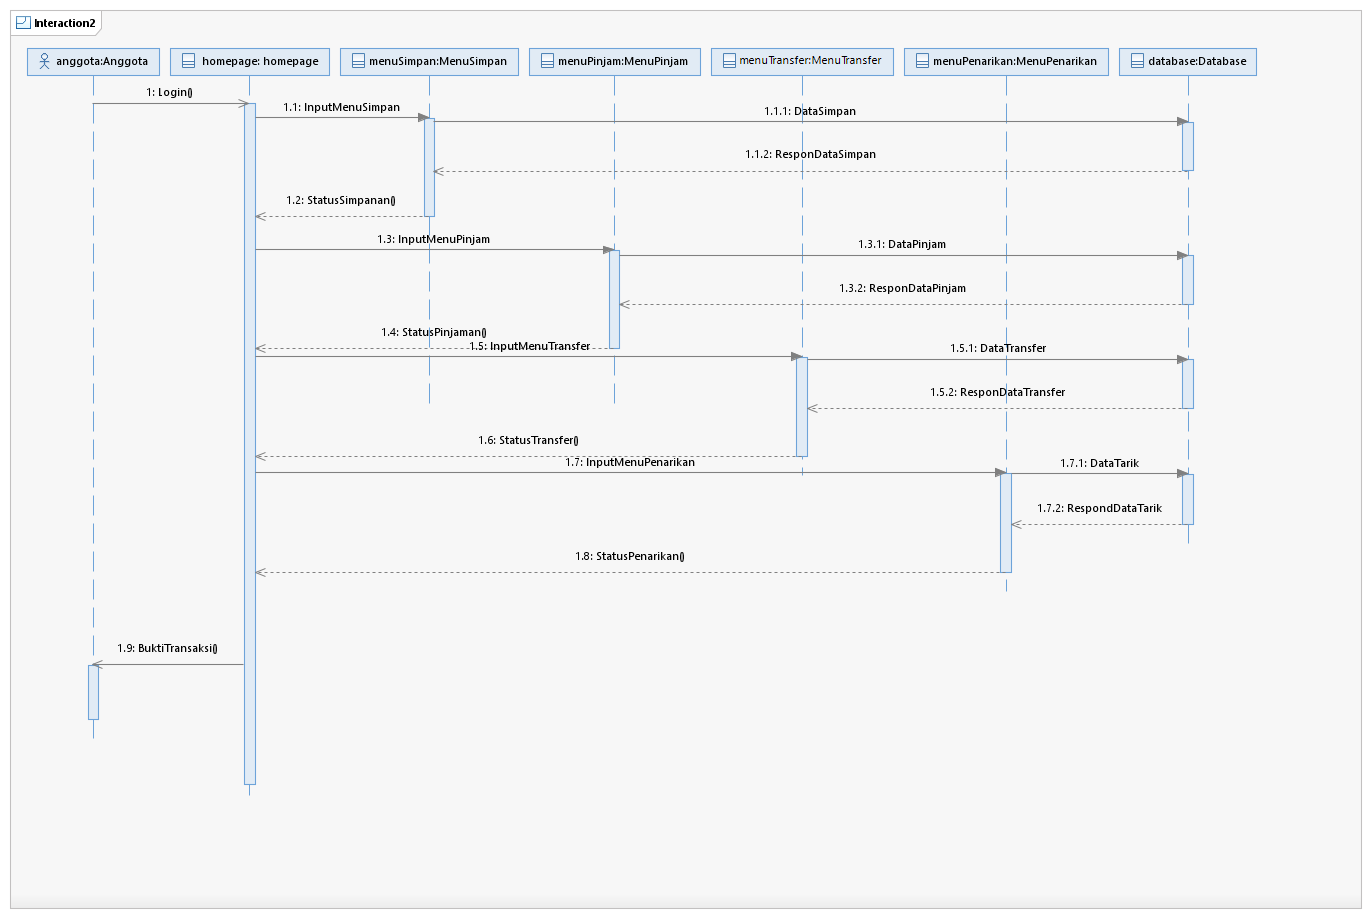 Interaction2
anggota:Anggota
homepage: homepage
menuSimpan:MenuSimpan
menuPinjam:MenuPinjam
menuTransfer:MenuTransfer
menuPenarikan:MenuPenarikan
database:Database
1: Login()
1.1: InputMenuSimpan
1.1.1: DataSimpan
1.1.2: ResponDataSimpan
1.2: StatusSimpanan()
1.3: InputMenuPinjam
1.3.1: DataPinjam
1.3.2: ResponDataPinjam
1.4: StatusPinjaman()
1.5: InputMenuTransfer
1.5.1: DataTransfer
1.5.2: ResponDataTransfer
1.6: StatusTransfer()
1.7: InputMenuPenarikan
1.7.1: DataTarik
1.7.2: RespondDataTarik
1.8: StatusPenarikan()
1.9: BuktiTransaksi()